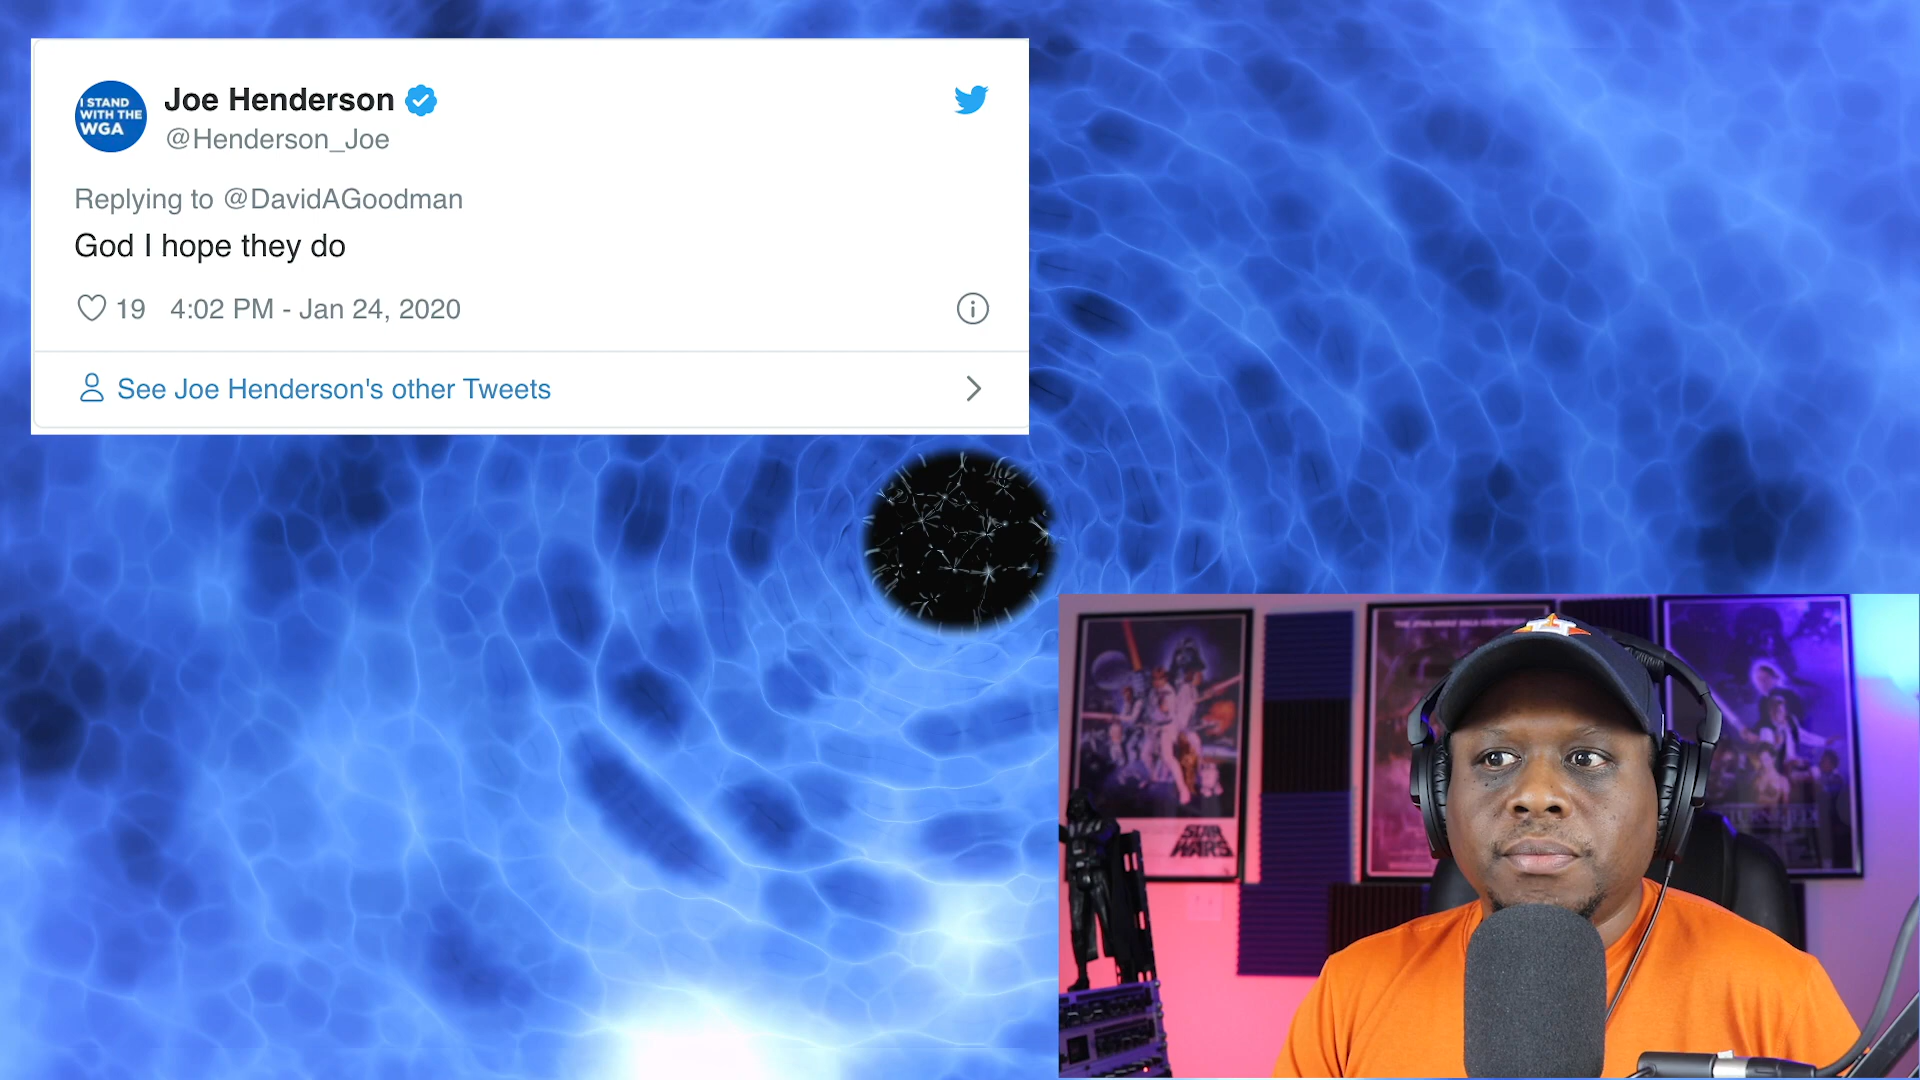 I STAND
WITH THE
WGA
Joe Henderson
@Henderson_Joe
Replying to @DavidAGoodman
God I hope they do
19 4:02 PM - Jan 24, 2020
See Joe Henderson's other Tweets
STAR
WARS